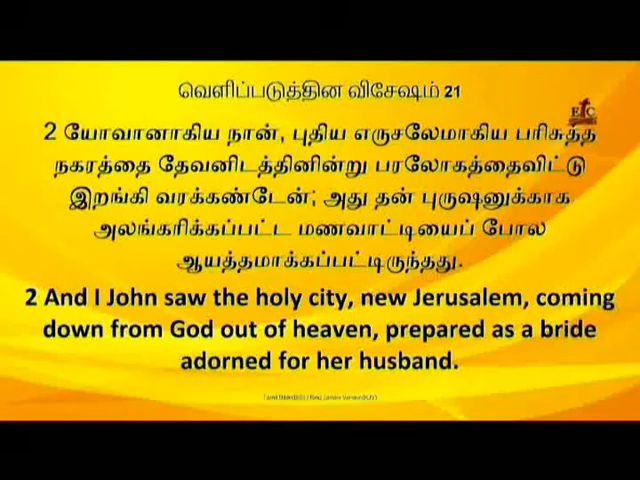 வெளிப்படுத்தின விசேஷம் 21
ETC
2 யோவானாகிய நான், புதிய எருசலேமாகிய பரிசுத்த
நகரத்தை தேவனிடத்தினின்று பரலோகத்தைவிட்டு
இறங்கி வரக்கண்டேன்; அது தன் புருஷனுக்காக
அலங்கரிக்கப்பட்ட மணவாட்டியைப் போல
ஆயத்தமாக்கப்பட்டிருந்தது.
2 And I John saw the holy city, new Jerusalem, coming
down from God out of heaven, prepared as a bride
adorned for her husband.